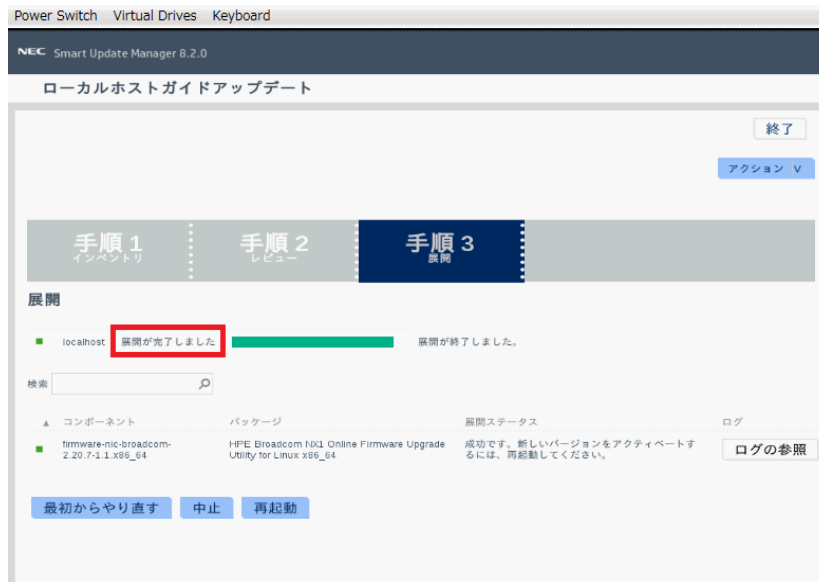 Power Switch Virtual Drives Keyboard
NEC Smart Update Manager 8.2.0
ローカルホストガイドアップデート
終了
アクション ∨
手順 1
インベントリ
手順 2
レビュー
手順 3
展開
展開
localhost 展開が完了しました 展開が終了しました。
検索
▲ コンポーネント パッケージ 展開ステータス ログ
firmware-nic-broadcom-
2.20.7-1.1.x86_64
HPE Broadcom NX1 Online Firmware Upgrade
Utility for Linux x86_64
成功です。新しいバージョンをアクティベートす
るには、再起動してください。
ログの参照
最初からやり直す 中止 再起動